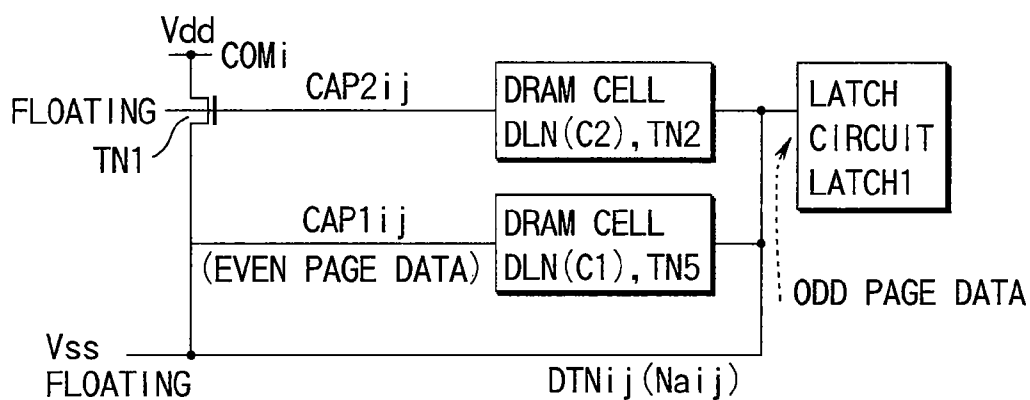 Vdd
COMi
FLOATING
TN1
CAP2ij
DRAM CELL
DLN(C2), TN2
LATCH
CIRCUIT
LATCH1
CAP1ij
(EVEN PAGE DATA)
DRAM CELL
DLN(C1), TN5
ODD PAGE DATA
Vss
FLOATING
DTNij(Naij)